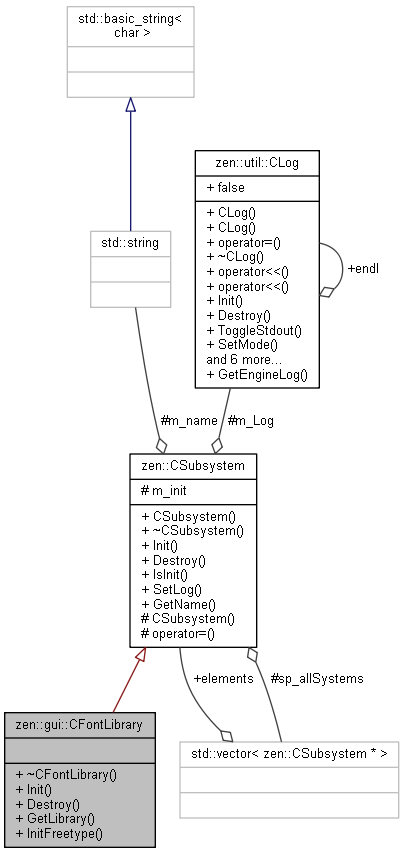 std::basic_string<
char >
zen::util::CLog
+ false
+ CLog()
+ CLog()
+ operator=()
+ ~CLog()
+ operator<<()
+ operator<<()
+ Init()
+ Destroy()
+ ToggleStdout()
+ SetMode()
and 6 more...
+ GetEngineLog()
+endl
std::string
#m_name
#m_Log
zen::CSubsystem
# m_init
+ CSubsystem()
+ ~CSubsystem()
+ Init()
+ Destroy()
+ IsInit()
+ SetLog()
+ GetName()
# CSubsystem()
# operator=()
+elements
#sp_allSystems
zen::gui::CFontLibrary
+ ~CFontLibrary()
+ Init()
+ Destroy()
+ GetLibrary()
+ InitFreetype()
std::vector< zen::CSubsystem * >